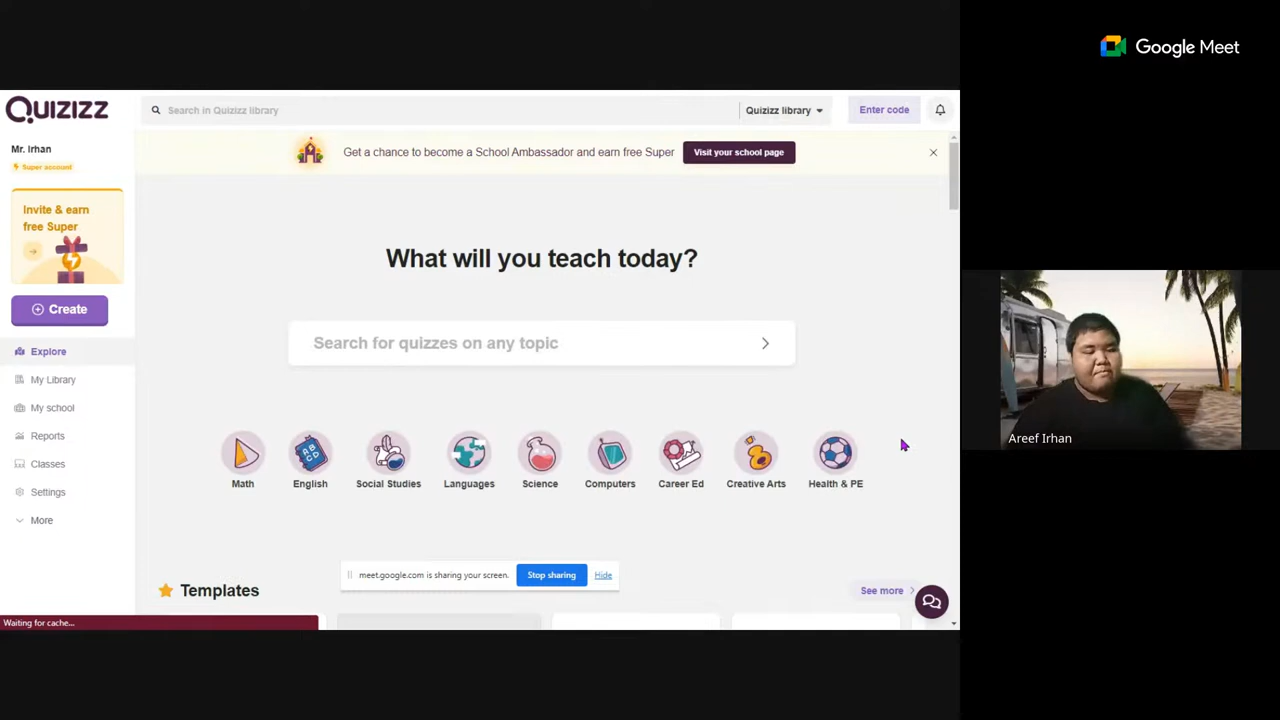 Google Meet
Quizizz
Search in Quizizz library
Quizizz library
Enter code
Mr. Irhan
Super account
Get a chance to become a School Ambassador and earn free Super
Visit your school page
Invite & earn
free Super
What will you teach today?
Create
Search for quizzes on any topic
Explore
My Library
My school
Reports
Classes
Settings
More
Math
English
Social Studies
Languages
Science
Computers
Career Ed
Creative Arts
Health & PE
Areef Irhan
meet.google.com is sharing your screen.
Stop sharing
Hide
Templates
See more
Waiting for cache...